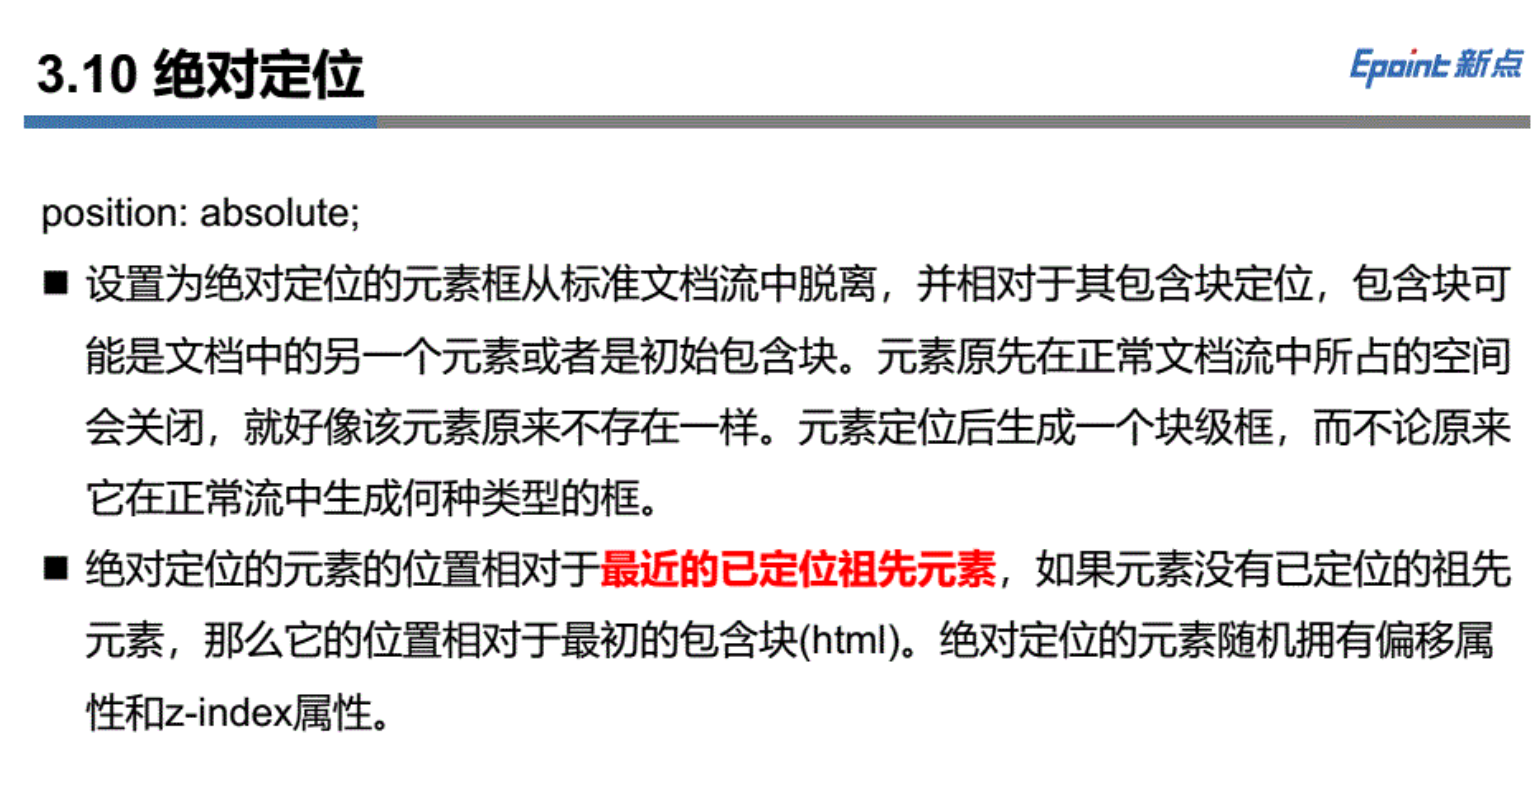 3.10 绝对定位
Epoint 新点
position: absolute;
■ 设置为绝对定位的元素框从标准文档流中脱离，并相对于其包含块定位，包含块可
能是文档中的另一个元素或者是初始包含块。元素原先在正常文档流中所占的空间
会关闭，就好像该元素原来不存在一样。元素定位后生成一个块级框，而不论原来
它在正常流中生成何种类型的框。
■ 绝对定位的元素的位置相对于最近的已定位祖先元素，如果元素没有已定位的祖先
元素，那么它的位置相对于最初的包含块(html)。绝对定位的元素随机拥有偏移属
性和z-index属性。